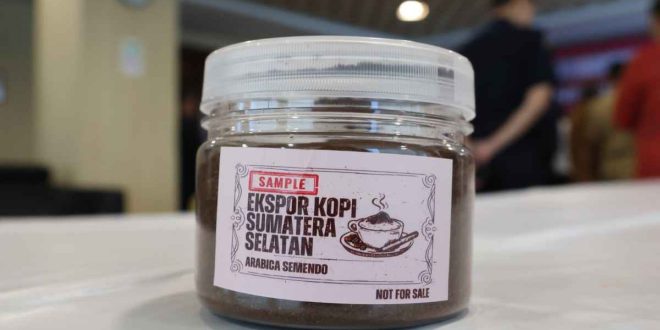 SAMPLE
EKSPOR KOPI
SUMATERA
SELATAN
ARABICA SEMENDO
NOT FOR SALE